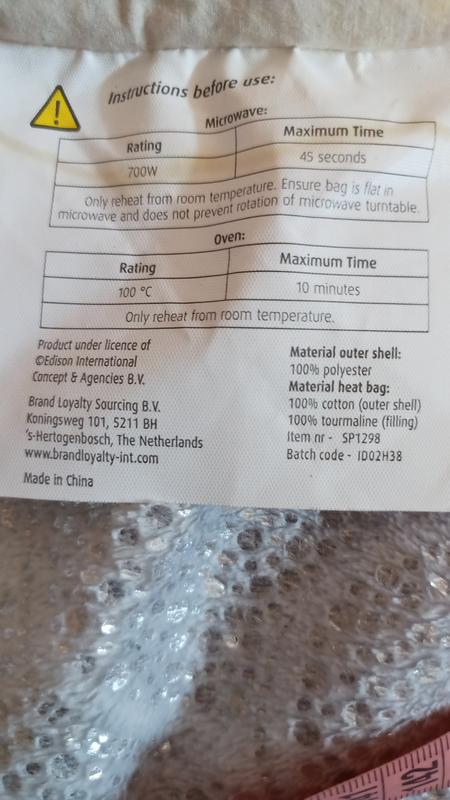 Instructions before use:
Microwave:
Rating Maximum Time
700W 45 seconds
Only reheat from room temperature. Ensure bag is flat in
microwave and does not prevent rotation of microwave turntable.
Oven:
Rating Maximum Time
100 °C 10 minutes
Only reheat from room temperature.
Product under licence of
©Edison International
Concept & Agencies B.V.
Brand Loyalty Sourcing B.V.
Koningsweg 101, 5211 BH
's-Hertogenbosch, The Netherlands
www.brandloyalty-int.com
Made in China
Material outer shell:
100% polyester
Material heat bag:
100% cotton (outer shell)
100% tourmaline (filling)
Item nr - SP1298
Batch code - ID02H38
142